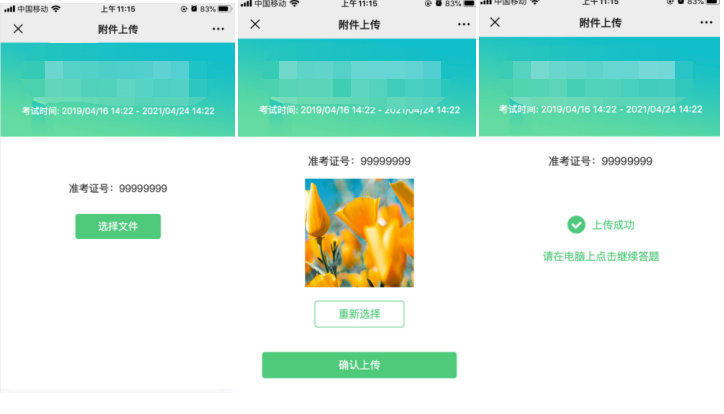 中国移动
上午11:15
83%
附件上传
考试时间: 2019/04/16 14:22 - 2021/04/24 14:22
准考证号：99999999
选择文件
中国移动
上午11:15
83%
附件上传
考试时间: 2019/04/16 14:22 - 2021/04/24 14:22
准考证号：99999999
重新选择
确认上传
中国移动
上午11:15
83%
附件上传
考试时间: 2019/04/16 14:22 - 2021/04/24 14:22
准考证号：99999999
上传成功
请在电脑上点击继续答题